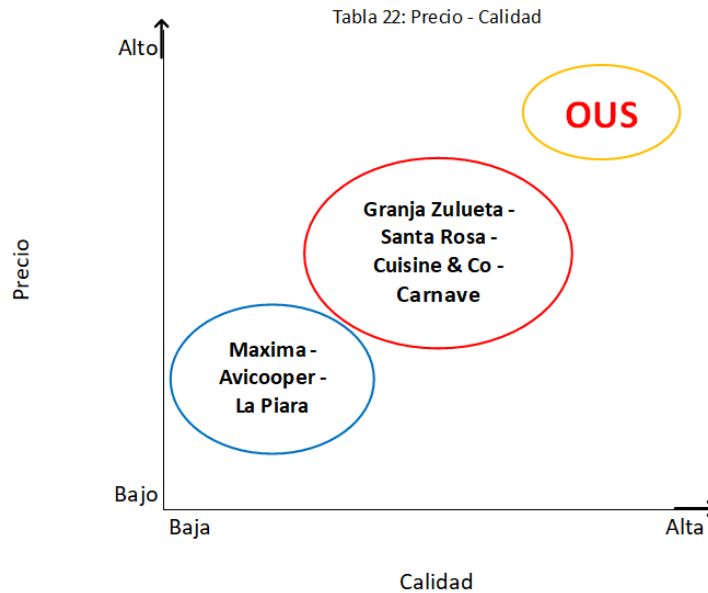 Tabla 22: Precio - Calidad
Alto
OUS
Granja Zulueta -
Santa Rosa -
Cuisine & Co -
Carnave
Precio
Maxima -
Avicooper -
La Piara
Bajo
Baja
Alta
Calidad